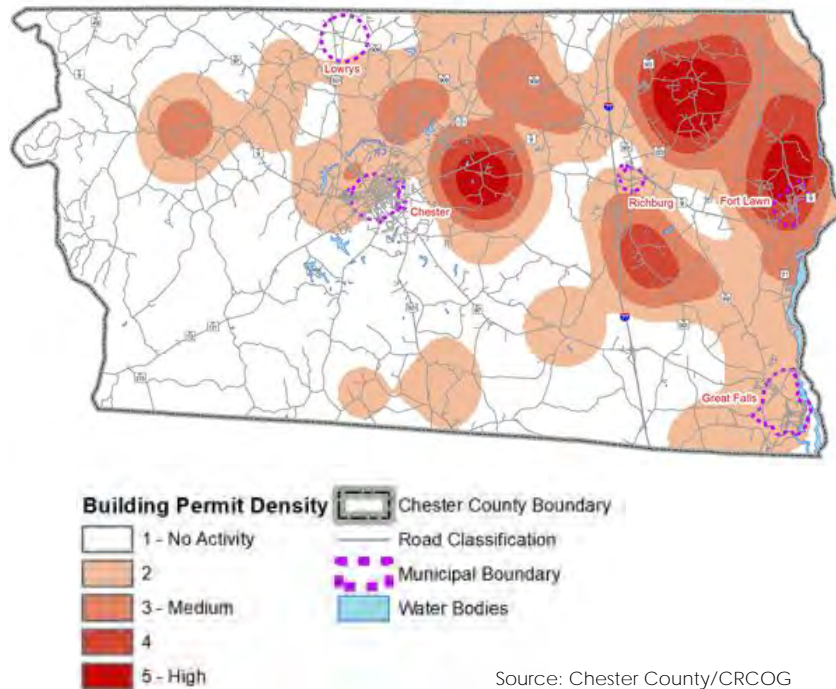 Lowrys
Chester
Richburg
Fort Lawn
Great Falls
Building Permit Density
1 - No Activity
2
3 - Medium
4
5 - High
Chester County Boundary
Road Classification
Municipal Boundary
Water Bodies
Source: Chester County/CRCOG